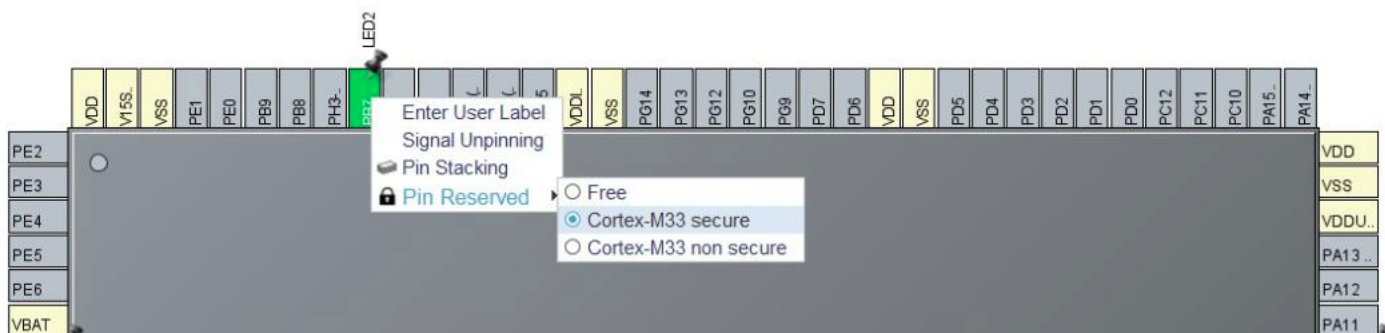 LED2
VDD
V15S..
VSS
PE1
PE0
PB9
PB8
PH3-..
PB7
VDDI..
VSS
PG14
PG13
PG12
PG10
PG9
PD7
PD6
VDD
VSS
PD5
PD4
PD3
PD2
PD1
PD0
PC12
PC11
PC10
PA15..
PA14..
Enter User Label
Signal Unpinning
Pin Stacking
Pin Reserved
Free
Cortex-M33 secure
Cortex-M33 non secure
PE2
PE3
PE4
PE5
PE6
VBAT
VDD
VSS
VDDU..
PA13 ..
PA12
PA11